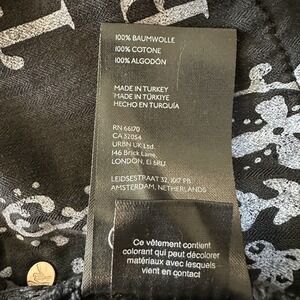 100% BAUMWOLLE
100% COTONE
100% ALGODÓN
MADE IN TURKEY
MADE IN TÜRKİYE
HECHO EN TURQUÍA
RN 66170
CA 32054
URBN UK Ltd.
146 Brick Lane,
LONDON, E1 6RU.
LEIDSESTRAAT 32, 1017 PB
AMSTERDAM, NETHERLANDS
Ce vêtement contient
colorant qui peut décolorer
matériaux avec lesquels
vient en contact